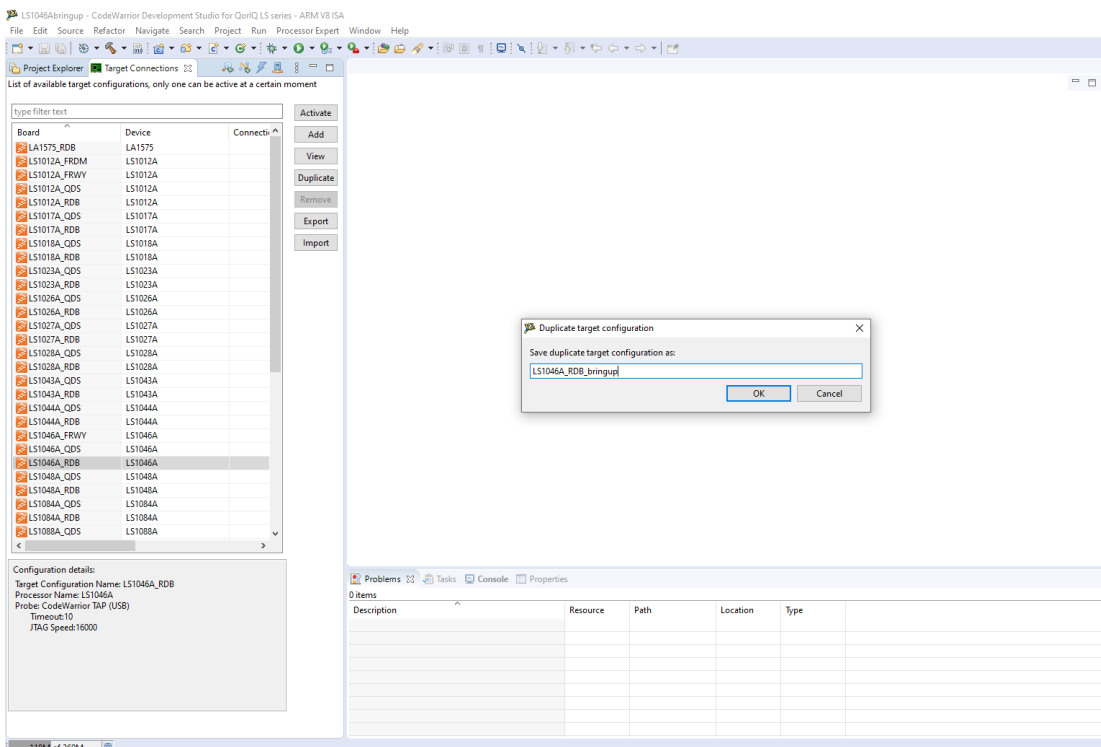 LS1046Abringup - CodeWarrior Development Studio for QorIQ LS series - ARM V8 ISA
File Edit Source Refactor Navigate Search Project Run Processor Expert Window Help
Project Explorer Target Connections
List of available target configurations, only one can be active at a certain moment
type filter text
Activate
Add
View
Duplicate
Remove
Export
Import
Board Device Connecti
LA1575_RDB LA1575
LS1012A_FRDM LS1012A
LS1012A_FRWY LS1012A
LS1012A_QDS LS1012A
LS1012A_RDB LS1012A
LS1017A_QDS LS1017A
LS1017A_RDB LS1017A
LS1018A_QDS LS1018A
LS1018A_RDB LS1018A
LS1023A_QDS LS1023A
LS1023A_RDB LS1023A
LS1026A_QDS LS1026A
LS1026A_RDB LS1026A
LS1027A_QDS LS1027A
LS1027A_RDB LS1027A
LS1028A_QDS LS1028A
LS1028A_RDB LS1028A
LS1043A_QDS LS1043A
LS1043A_RDB LS1043A
LS1044A_QDS LS1044A
LS1044A_RDB LS1044A
LS1046A_FRWY LS1046A
LS1046A_QDS LS1046A
LS1046A_RDB LS1046A
LS1048A_QDS LS1048A
LS1048A_RDB LS1048A
LS1084A_QDS LS1084A
LS1084A_RDB LS1084A
LS1088A_QDS LS1088A
Configuration details:
Target Configuration Name: LS1046A_RDB
Processor Name: LS1046A
Probe: CodeWarrior TAP (USB)
Timeout:10
JTAG Speed:16000
Duplicate target configuration
Save duplicate target configuration as:
LS1046A_RDB_bringup
OK Cancel
Problems Tasks Console Properties
0 items
Description Resource Path Location Type